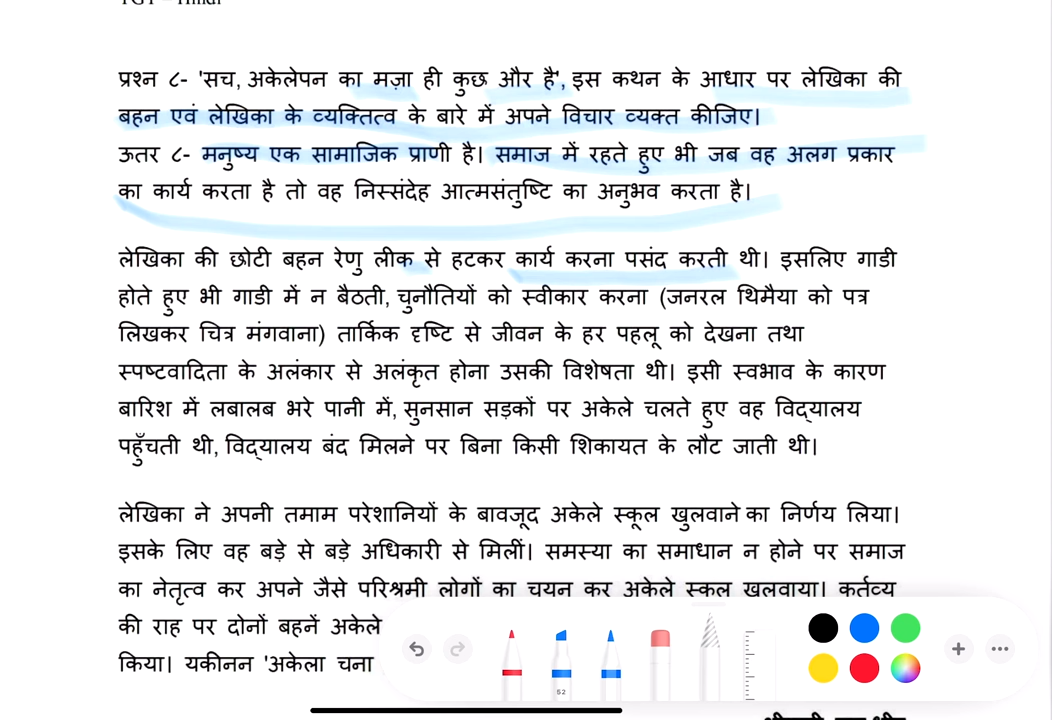 प्रश्न ८- 'सच, अकेलेपन का मज़ा ही कुछ और है', इस कथन के आधार पर लेखिका की
बहन एवं लेखिका के व्यक्तित्व के बारे में अपने विचार व्यक्त कीजिए।
ऊतर ८- मनुष्य एक सामाजिक प्राणी है। समाज में रहते हुए भी जब वह अलग प्रकार
का कार्य करता है तो वह निस्संदेह आत्मसंतुष्टि का अनुभव करता है।
लेखिका की छोटी बहन रेणु लीक से हटकर कार्य करना पसंद करती थी। इसलिए गाडी
होते हुए भी गाडी में न बैठती, चुनौतियों को स्वीकार करना (जनरल थिमैया को पत्र
लिखकर चित्र मंगवाना) तार्किक दृष्टि से जीवन के हर पहलू को देखना तथा
स्पष्टवादिता के अलंकार से अलंकृत होना उसकी विशेषता थी। इसी स्वभाव के कारण
बारिश में लबालब भरे पानी में, सुनसान सड़कों पर अकेले चलते हुए वह विद्यालय
पहुँचती थी, विद्यालय बंद मिलने पर बिना किसी शिकायत के लौट जाती थी।
लेखिका ने अपनी तमाम परेशानियों के बावजूद अकेले स्कूल खुलवाने का निर्णय लिया।
इसके लिए वह बड़े से बड़े अधिकारी से मिलीं। समस्या का समाधान न होने पर समाज
का नेतृत्व कर अपने जैसे परिश्रमी लोगों का चयन कर अकेले स्कूल खुलवाया। कर्तव्य
की राह पर दोनों बहनें अकेले
किया। यकीनन 'अकेला चना
52